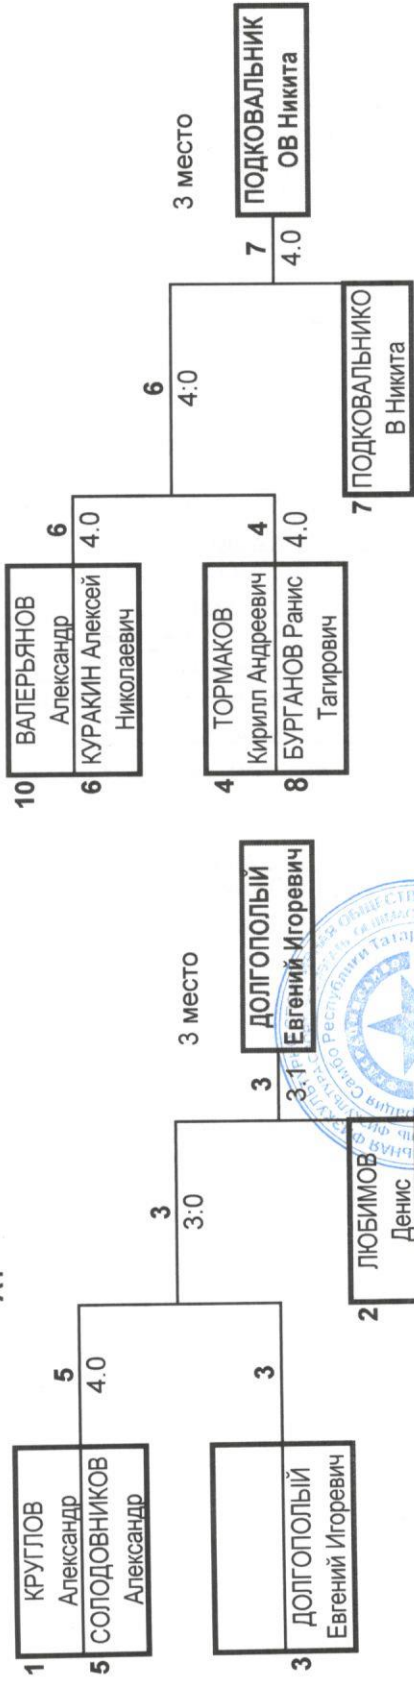 1
КРУГЛОВ
Александр
5
СОЛОДОВНИКОВ
Александр
5
4.0
3
ДОЛГОПОЛЫЙ
Евгений Игоревич
3
3
3:0
2
ЛЮБИМОВ
Денис
3
3.1
3 место
ДОЛГОПОЛЫЙ
Евгений Игоревич
Самбо Республики Татар
10
ВАЛЕРЬЯНОВ
Александр
6
КУРАКИН Алексей
Николаевич
6
4.0
4
ТОРМАКОВ
Кирилл Андреевич
8
БУРГАНОВ Ранис
Тагирович
4
4.0
6
4:0
7
ПОДКОВАЛЬНИКО
В Никита
7
4.0
3 место
ПОДКОВАЛЬНИК
ОВ Никита